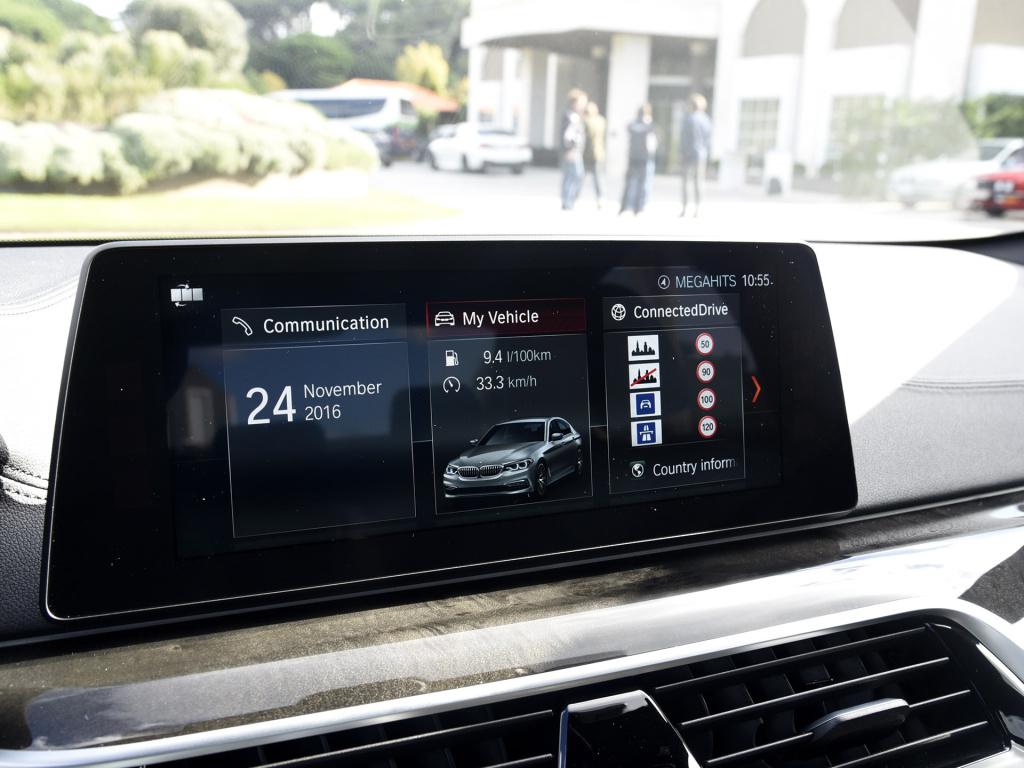 MEGAHITS 10:55.
Communication
24 November
2016
My Vehicle
9.4 l/100km
33.3 km/h
ConnectedDrive
50
90
100
120
Country inform